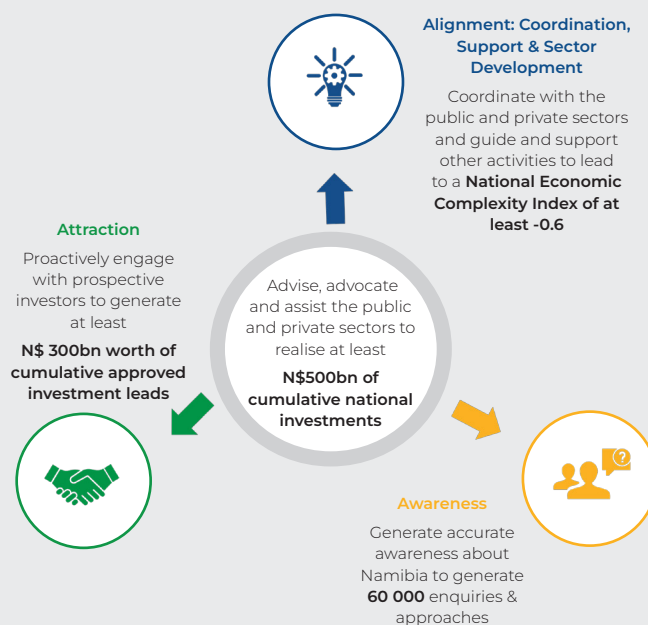 Alignment: Coordination,
Support & Sector
Development
Coordinate with the
public and private sectors
and guide and support
other activities to lead
to a National Economic
Complexity Index of at
least -0.6
Attraction
Proactively engage
with prospective
investors to generate
at least
N$ 300bn worth of
cumulative approved
investment leads
Advise, advocate
and assist the public
and private sectors to
realise at least
N$500bn of
cumulative national
investments
?
Awareness
Generate accurate
awareness about
Namibia to generate
60 000 enquiries &
approaches